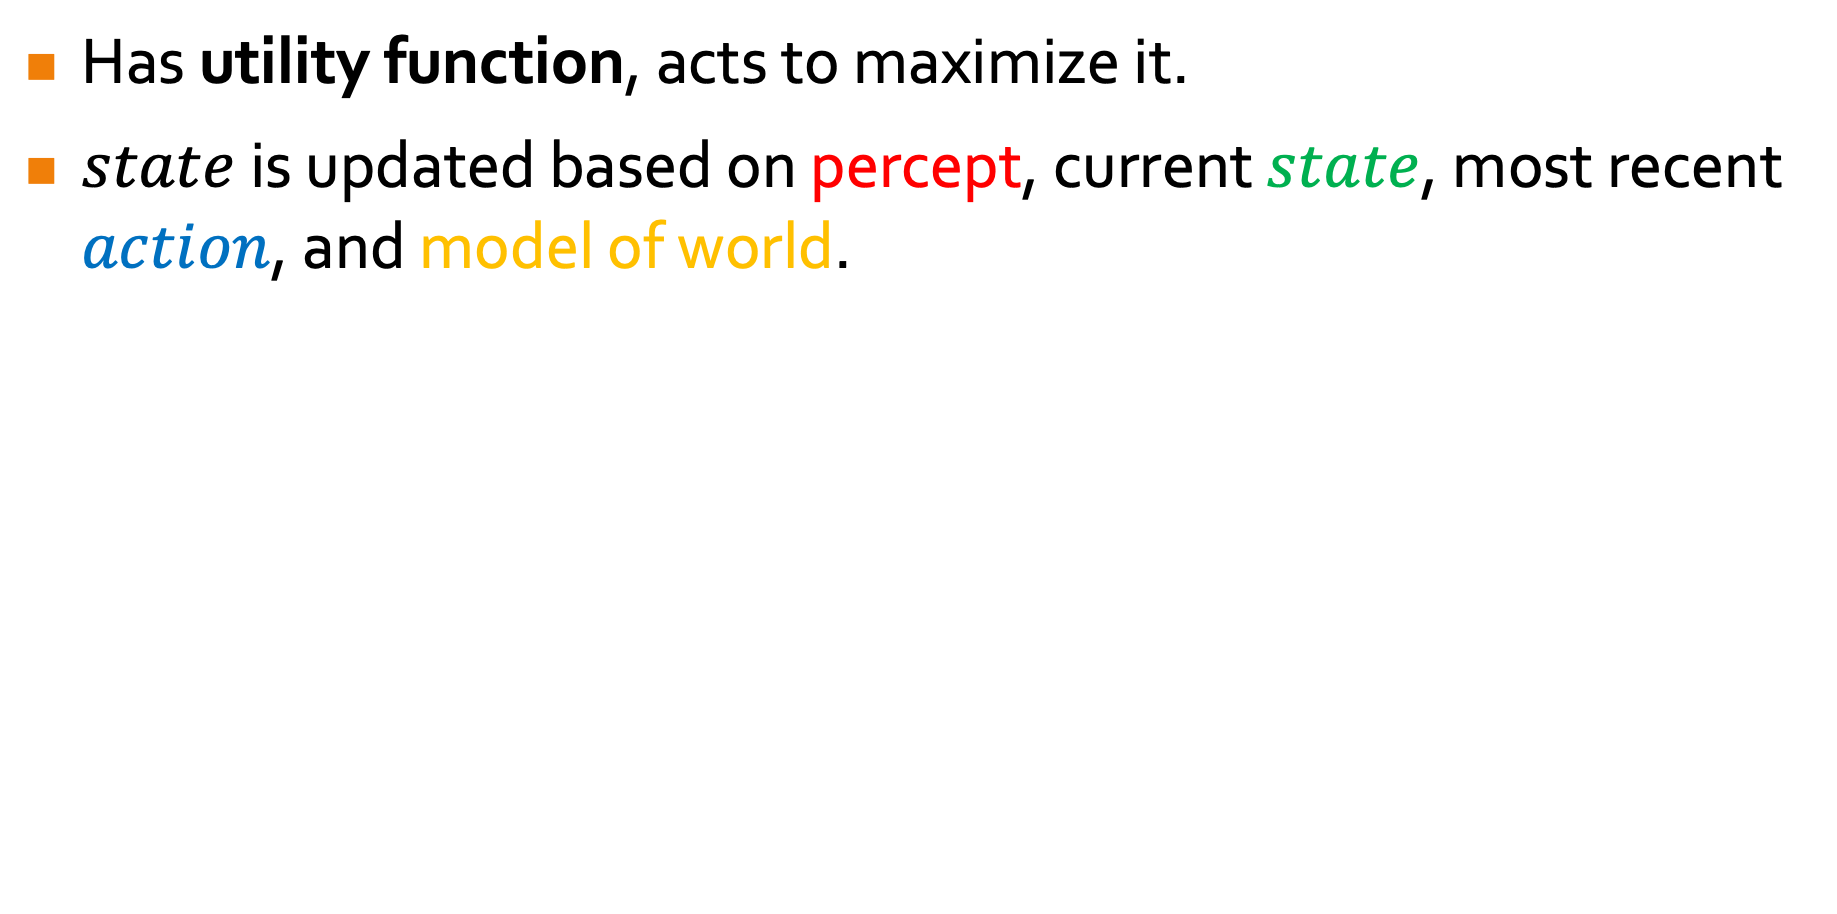 Has utility function, acts to maximize it.
state is updated based on percept, current state, most recent
action, and model of world.